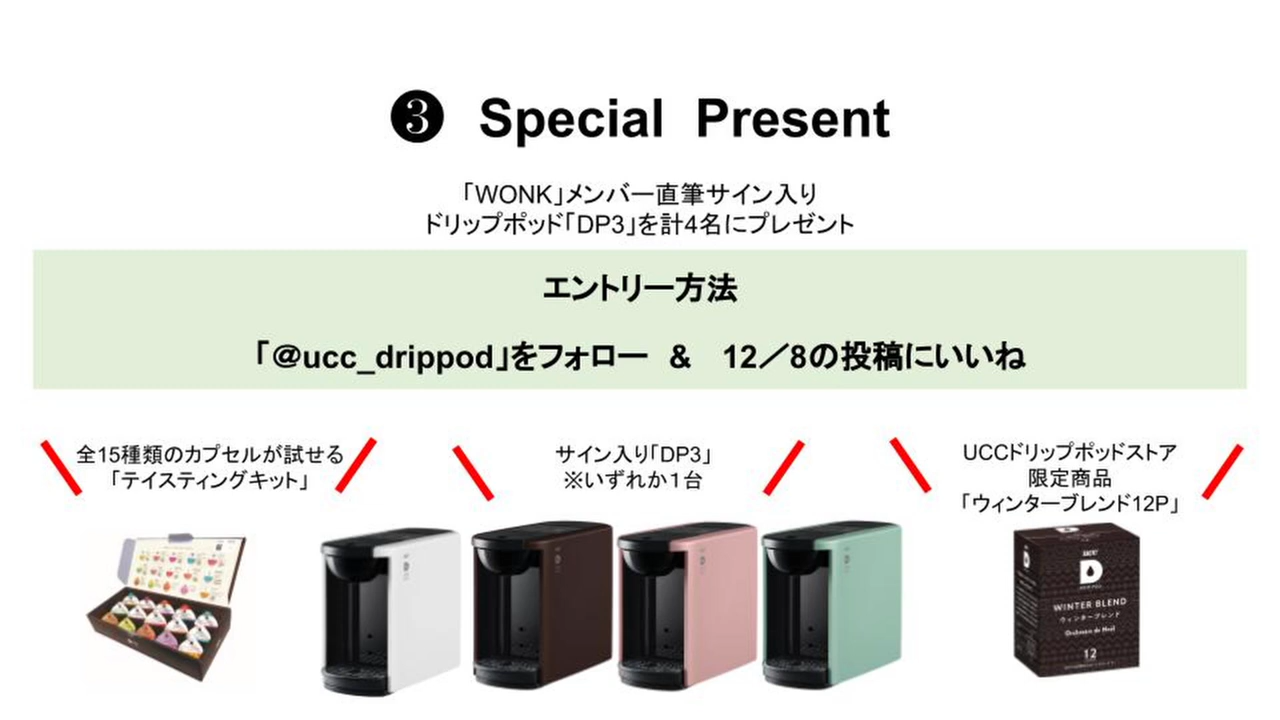 ❸ Special Present
「WONK」メンバー直筆サイン入り
ドリップポッド「DP3」を計4名にプレゼント
エントリー方法
「@ucc_drippod」をフォロー & 12/8の投稿にいいね
全15種類のカプセルが試せる
「テイスティングキット」
サイン入り「DP3」
※いずれか1台
UCCドリップポッドストア
限定商品
「ウィンターブレンド12P」
UCC
D
DRIP POD
WINTER BLEND
ウィンターブレンド
Orchestra de Noël
12